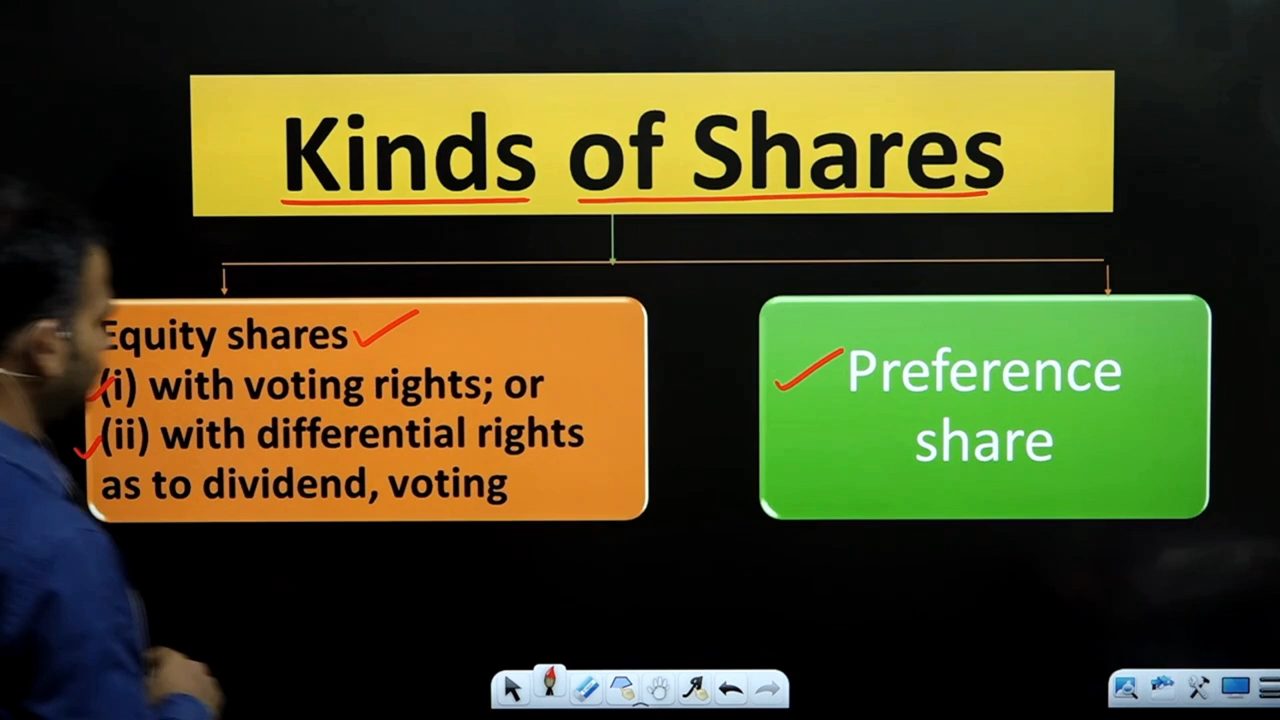 Kinds of Shares
Equity shares
(i) with voting rights; or
(ii) with differential rights
as to dividend, voting
Preference
share